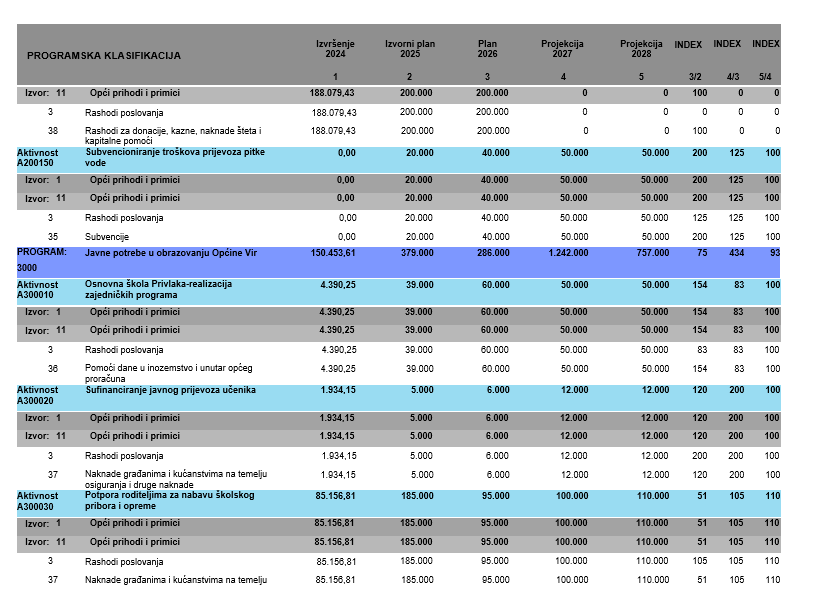 PROGRAMSKA KLASIFIKACIJA Izvršenje 2024 Izvorni plan 2025 Plan 2026 Projekcija 2027 Projekcija 2028 INDEX INDEX INDEX
1 2 3 4 5 3/2 4/3 5/4
Izvor: 11 Opći prihodi i primici 188.079,43 200.000 200.000 0 0 100 0 0
3 Rashodi poslovanja 188.079,43 200.000 200.000 0 0 0 0 0
38 Rashodi za donacije, kazne, naknade šteta i 188.079,43 200.000 200.000 0 0 100 0 0
kapitalne pomoći
Aktivnost Subvencioniranje troškova prijevoza pitke 0,00 20.000 40.000 50.000 50.000 200 125 100
A200150 vode
Izvor: 1 Opći prihodi i primici 0,00 20.000 40.000 50.000 50.000 200 125 100
Izvor: 11 Opći prihodi i primici 0,00 20.000 40.000 50.000 50.000 200 125 100
3 Rashodi poslovanja 0,00 20.000 40.000 50.000 50.000 125 125 100
35 Subvencije 0,00 20.000 40.000 50.000 50.000 200 125 100
PROGRAM: Javne potrebe u obrazovanju Općine Vir 150.453,61 379.000 286.000 1.242.000 757.000 75 434 93
3000
Aktivnost Osnovna škola Privlaka-realizacija 4.390,25 39.000 60.000 50.000 50.000 154 83 100
A300010 zajedničkih programa
Izvor: 1 Opći prihodi i primici 4.390,25 39.000 60.000 50.000 50.000 154 83 100
Izvor: 11 Opći prihodi i primici 4.390,25 39.000 60.000 50.000 50.000 154 83 100
3 Rashodi poslovanja 4.390,25 39.000 60.000 50.000 50.000 83 83 100
36 Pomoći dane u inozemstvo i unutar općeg 4.390,25 39.000 60.000 50.000 50.000 154 83 100
proračuna
Aktivnost Sufinanciranje javnog prijevoza učenika 1.934,15 5.000 6.000 12.000 12.000 120 200 100
A300020
Izvor: 1 Opći prihodi i primici 1.934,15 5.000 6.000 12.000 12.000 120 200 100
Izvor: 11 Opći prihodi i primici 1.934,15 5.000 6.000 12.000 12.000 120 200 100
3 Rashodi poslovanja 1.934,15 5.000 6.000 12.000 12.000 200 200 100
37 Naknade građanima i kućanstvima na temelju 1.934,15 5.000 6.000 12.000 12.000 120 200 100
osiguranja i druge naknade
Aktivnost Potpora roditeljima za nabavu školskog 85.156,81 185.000 95.000 100.000 110.000 51 105 110
A300030 pribora i opreme
Izvor: 1 Opći prihodi i primici 85.156,81 185.000 95.000 100.000 110.000 51 105 110
Izvor: 11 Opći prihodi i primici 85.156,81 185.000 95.000 100.000 110.000 51 105 110
3 Rashodi poslovanja 85.156,81 185.000 95.000 100.000 110.000 105 105 110
37 Naknade građanima i kućanstvima na temelju 85.156,81 185.000 95.000 100.000 110.000 51 105 110